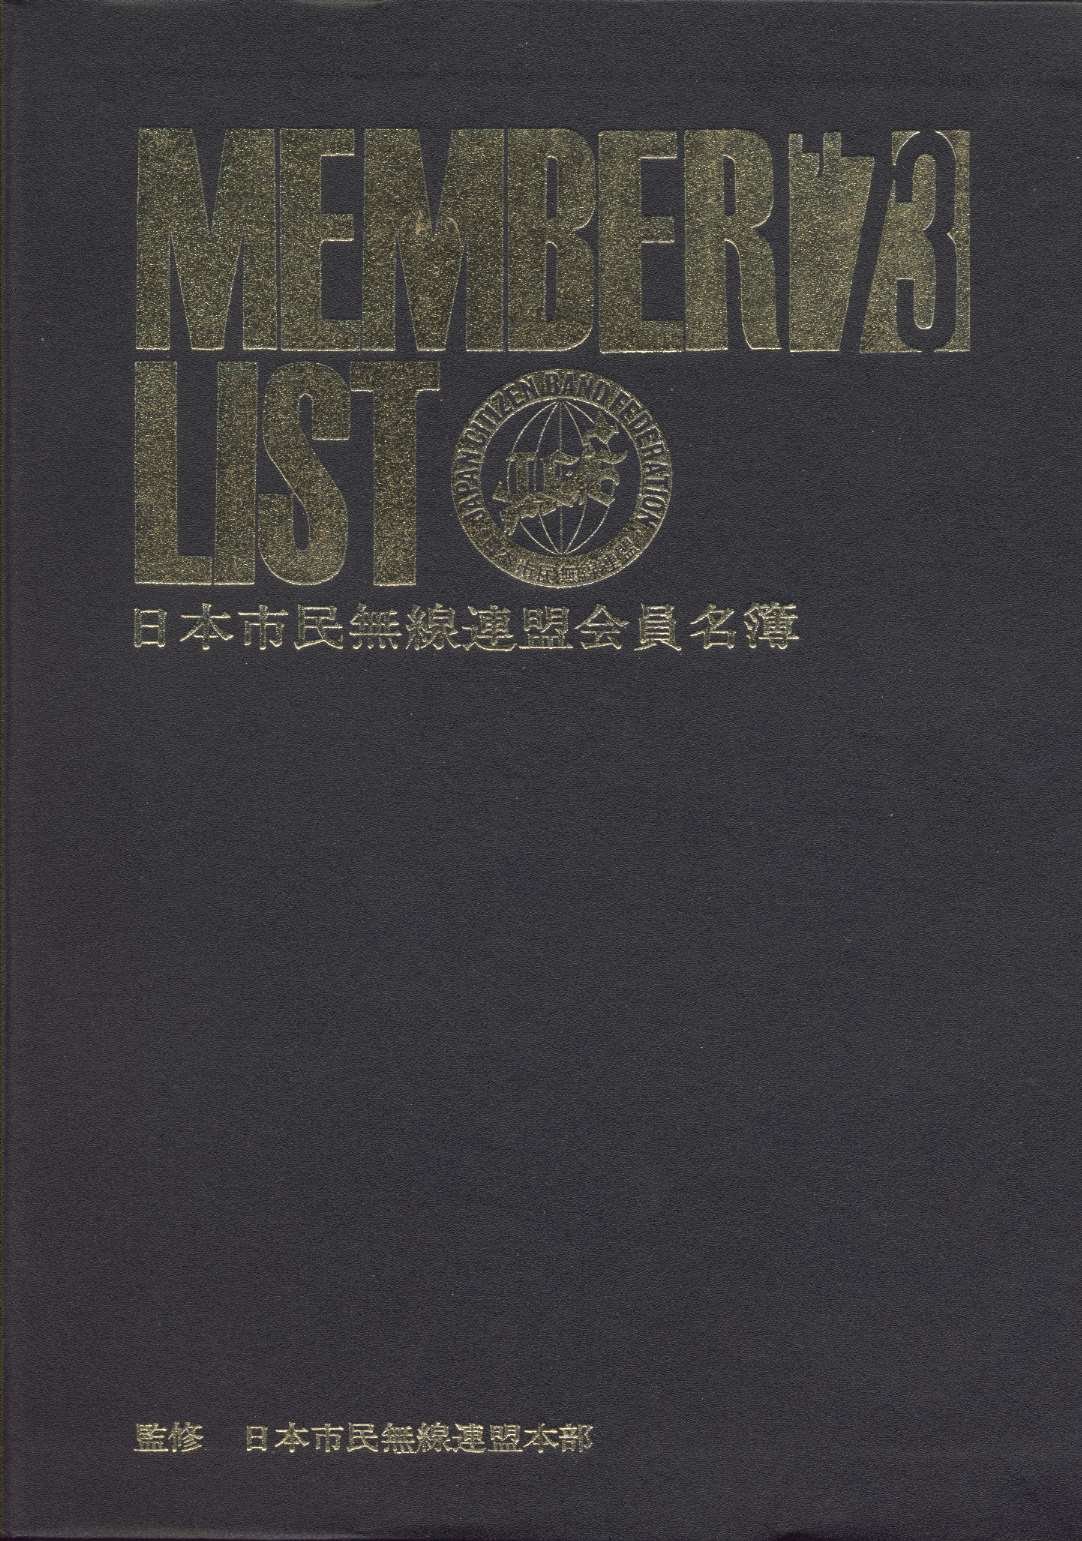 MEMBER '73
LIST
JAPAN CITIZEN BAND FEDERATION
日本市民無線連盟会員名簿
監修　日本市民無線連盟本部